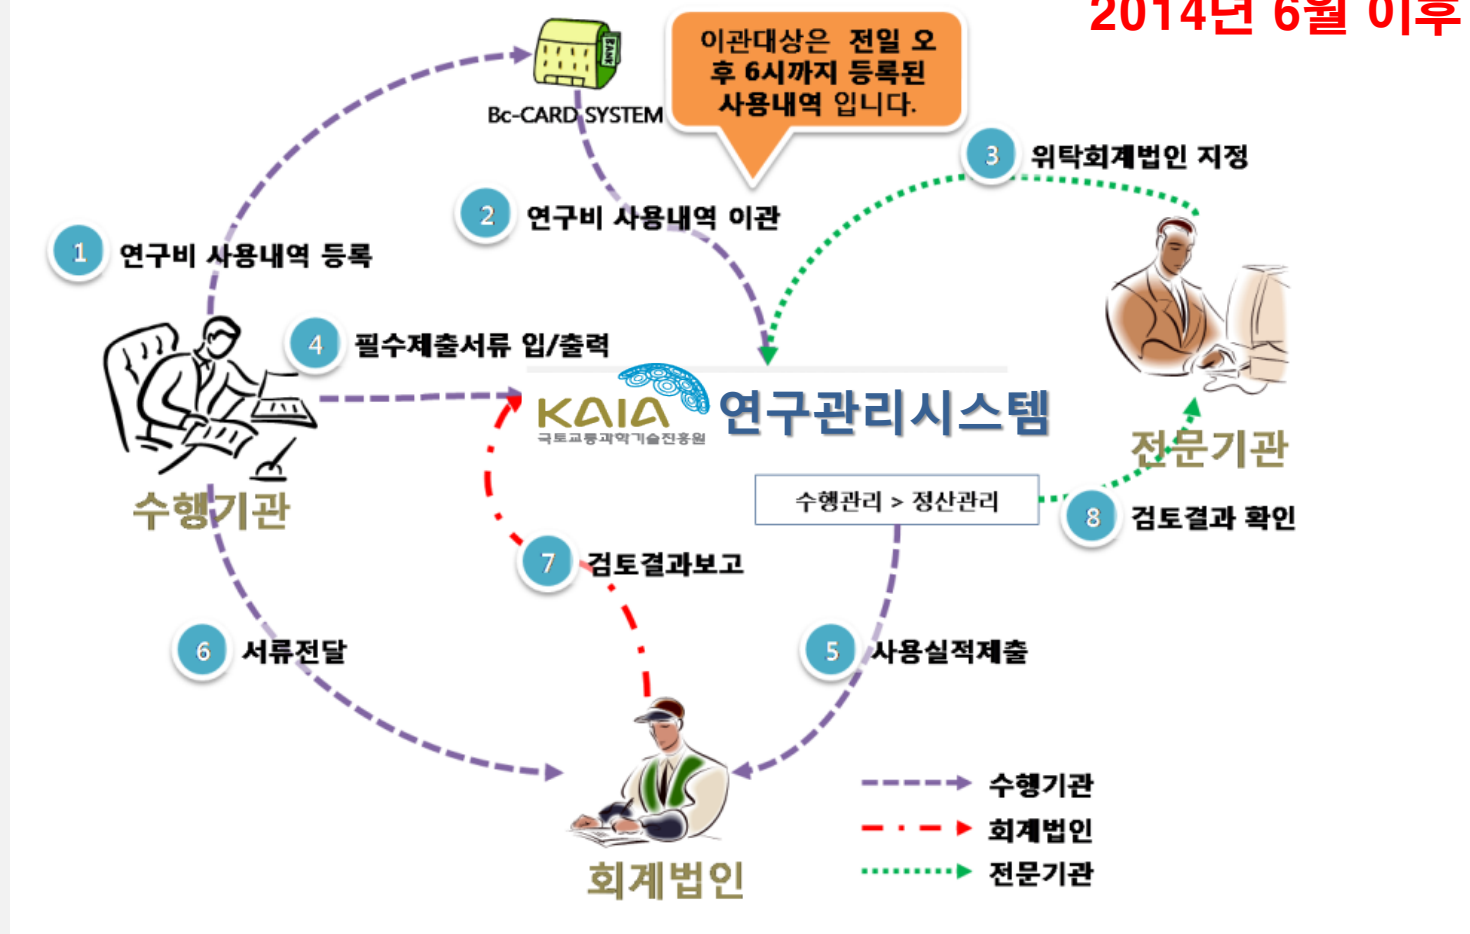 2014년 6월 이후
이관대상은 전일 오
후 6시까지 등록된
사용내역 입니다.
BANK
Bc-CARD SYSTEM
3 위탁회계법인 지정
2 연구비 사용내역 이관
1 연구비 사용내역 등록
4 필수제출서류 입/출력
KAIA 연구관리시스템
국토교통과학기술진흥원
전문기관
수행기관
수행관리 > 정산관리
8 검토결과 확인
7 검토결과보고
6 서류전달
5 사용실적제출
수행기관
회계법인
전문기관
회계법인